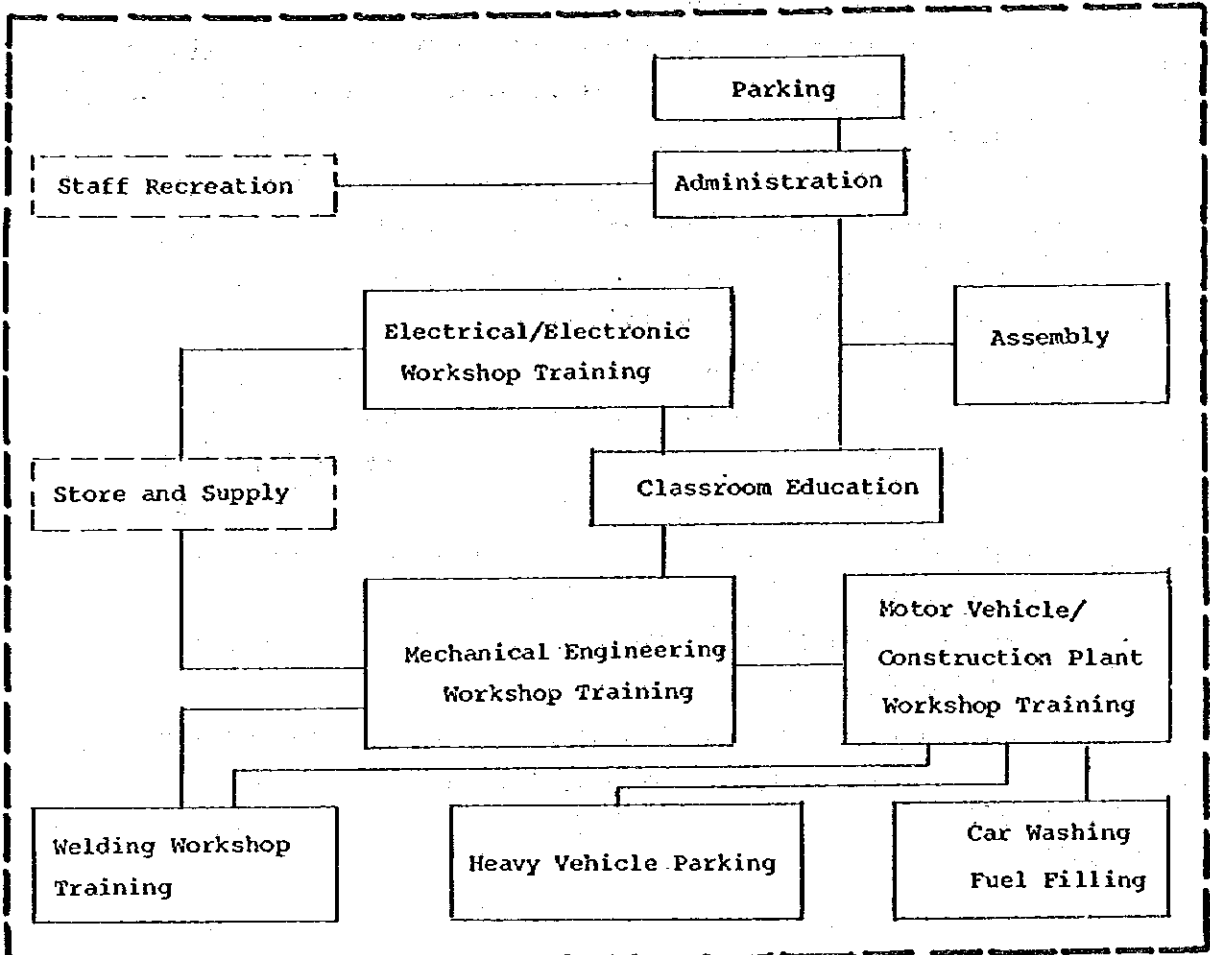 Parking
Staff Recreation
Administration
Electrical/Electronic
Workshop Training
Assembly
Store and Supply
Classroom Education
Mechanical Engineering
Workshop Training
Motor Vehicle/
Construction Plant
Workshop Training
Welding Workshop
Training
Heavy Vehicle Parking
Car Washing
Fuel Filling